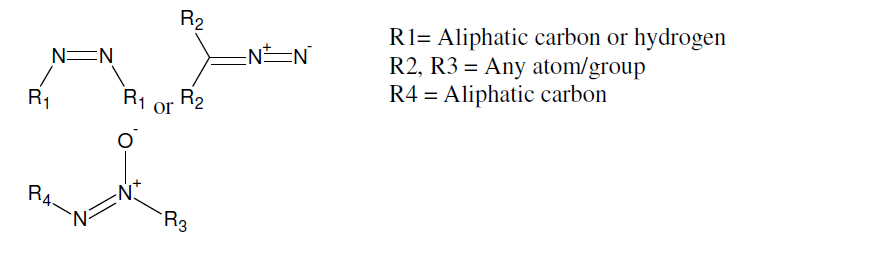 R2
N=N
=N+=N-
R1 R1 or R2
R1= Aliphatic carbon or hydrogen
R2, R3 = Any atom/group
R4 = Aliphatic carbon
O-
R4 N+
N R3